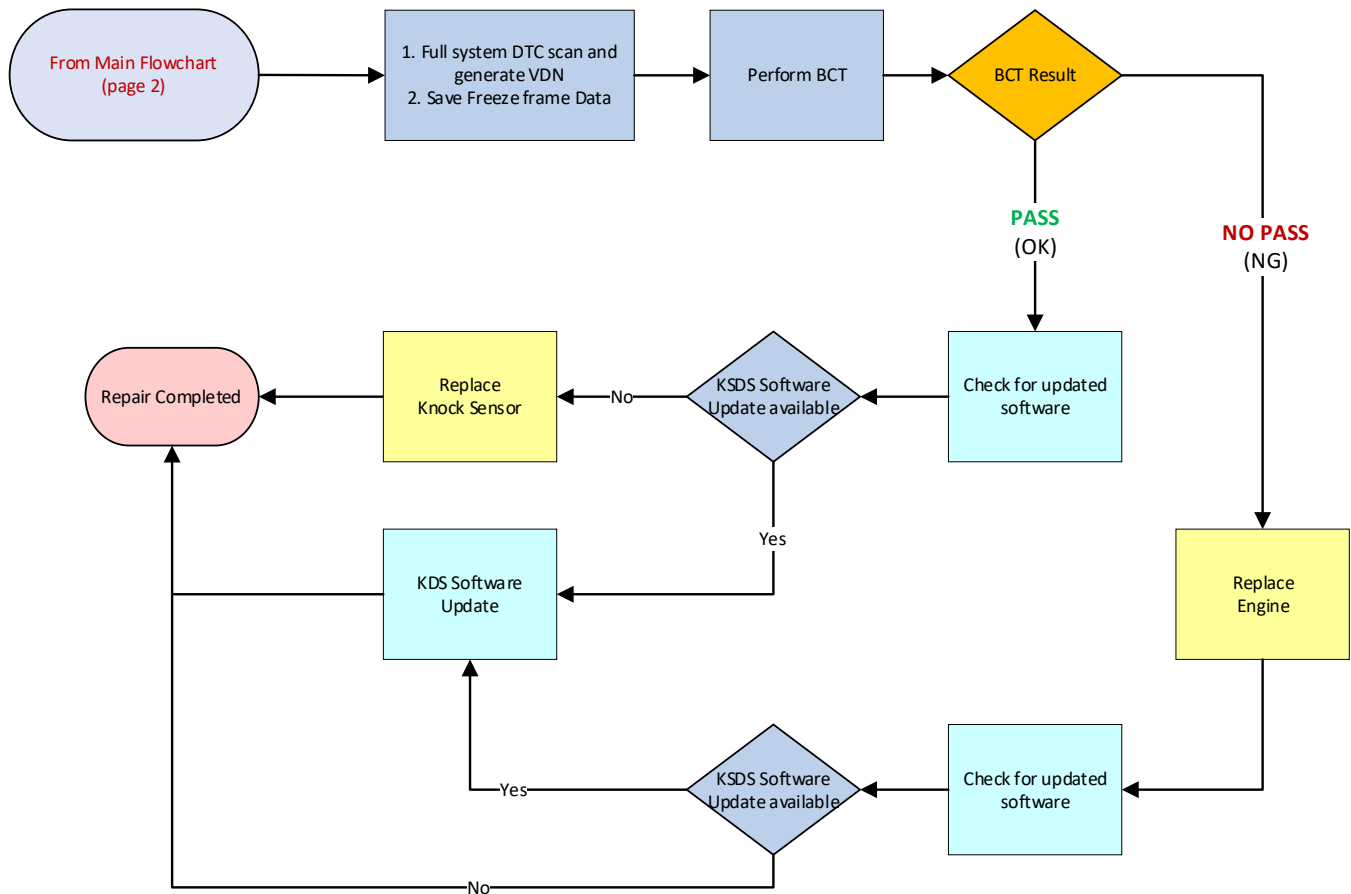 From Main Flowchart
(page 2)
1. Full system DTC scan and
generate VDN
2. Save Freeze frame Data
Perform BCT
BCT Result
PASS
(OK)
NO PASS
(NG)
Repair Completed
Replace
Knock Sensor
No
KSDS Software
Update available
Check for updated
software
Yes
KDS Software
Update
Replace
Engine
Yes
KSDS Software
Update available
Check for updated
software
No